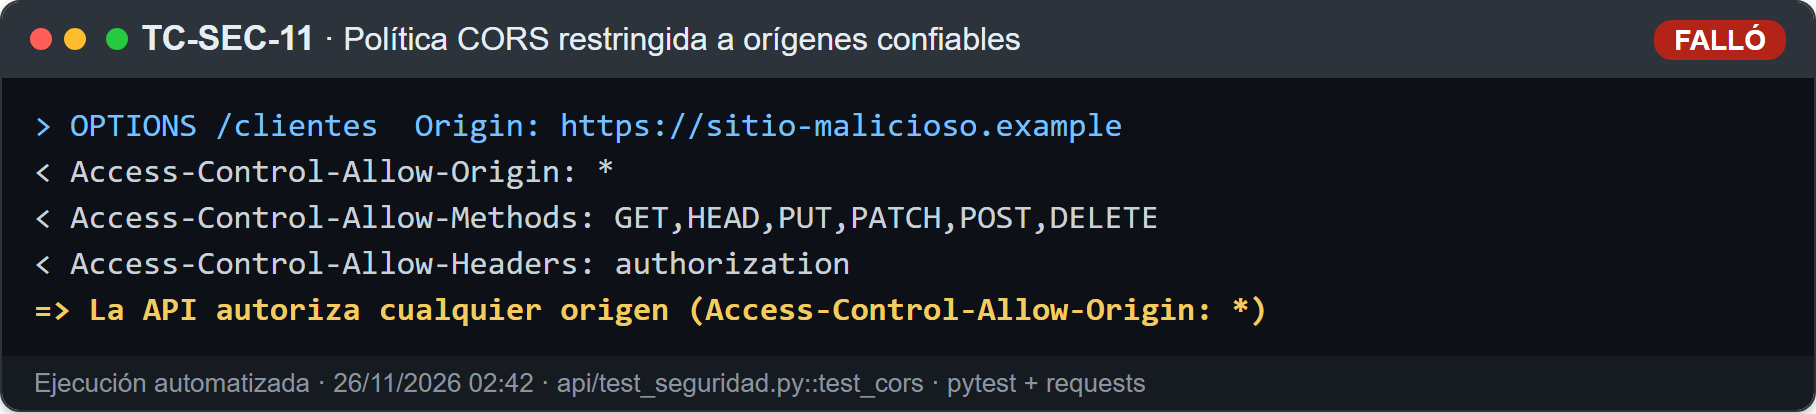 TC-SEC-11 · Política CORS restringida a orígenes confiables
FALLÓ
> OPTIONS /clientes  Origin: https://sitio-malicioso.example
< Access-Control-Allow-Origin: *
< Access-Control-Allow-Methods: GET,HEAD,PUT,PATCH,POST,DELETE
< Access-Control-Allow-Headers: authorization
=> La API autoriza cualquier origen (Access-Control-Allow-Origin: *)
Ejecución automatizada · 26/11/2026 02:42 · api/test_seguridad.py::test_cors · pytest + requests